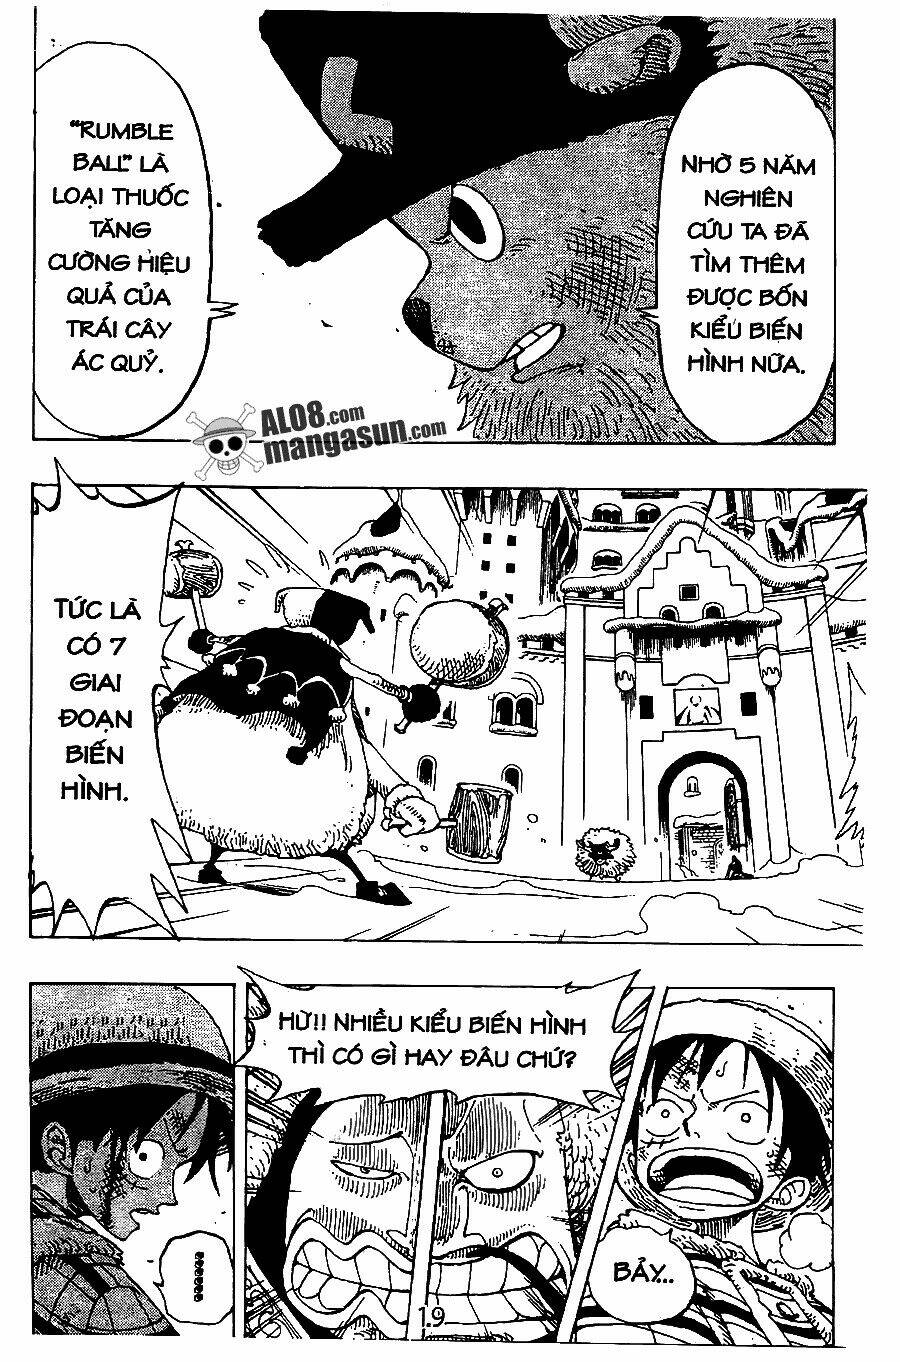 NHỜ 5 NĂM
NGHIÊN
CỨU TA ĐÃ
TÌM THÊM
ĐƯỢC BỐN
KIỂU BIẾN
HÌNH NỮA.
“RUMBLE
BALL” LÀ
LOẠI THUỐC
TĂNG
CƯỜNG HIỆU
QUẢ CỦA
TRÁI CÂY
ÁC QUỶ.
AL08.com
mangasun.com
TỨC LÀ
CÓ 7
GIAI
ĐOẠN
BIẾN
HÌNH.
HỪ!! NHIỀU KIỂU BIẾN HÌNH
THÌ CÓ GÌ HAY ĐÂU CHỨ?
BẢY..
......
19